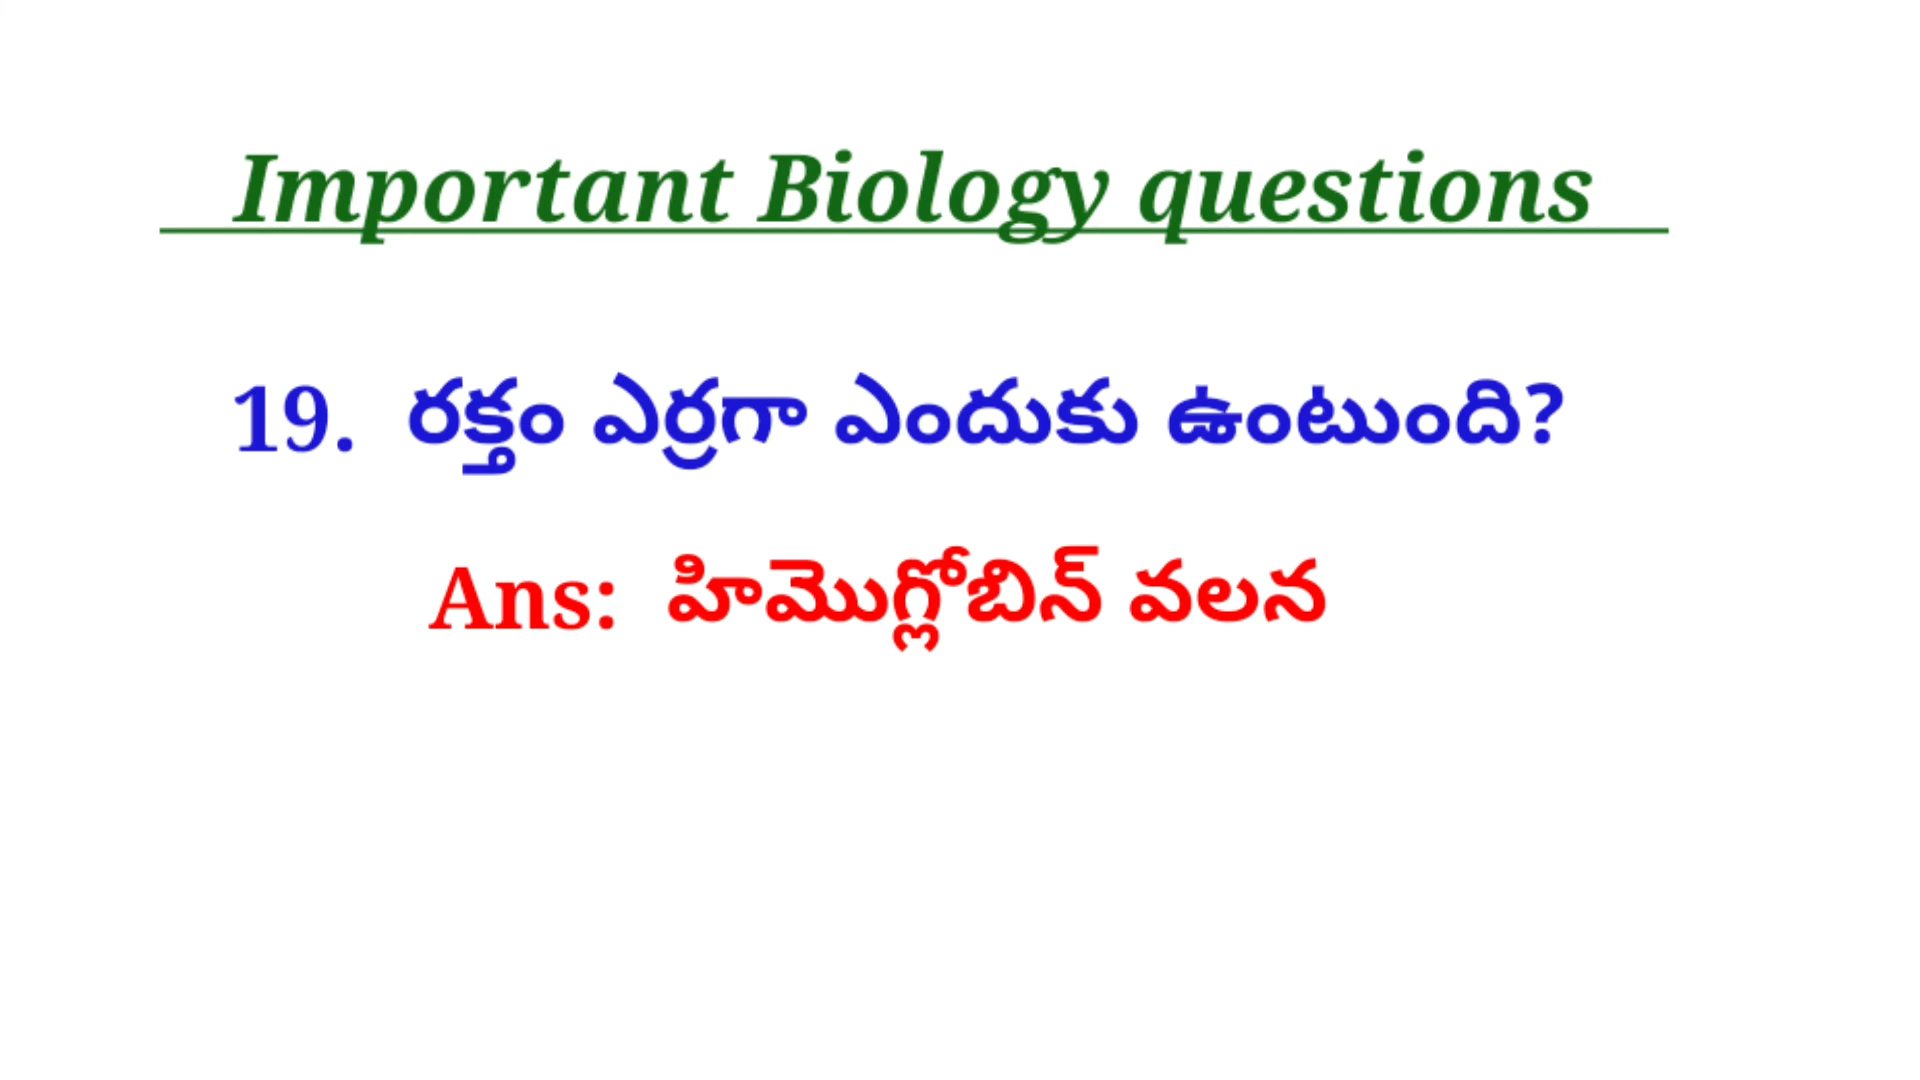 Important Biology questions
19. రక్తం ఎర్రగా ఎందుకు ఉంటుంది?
Ans: హిమొగ్లోబిన్ వలన